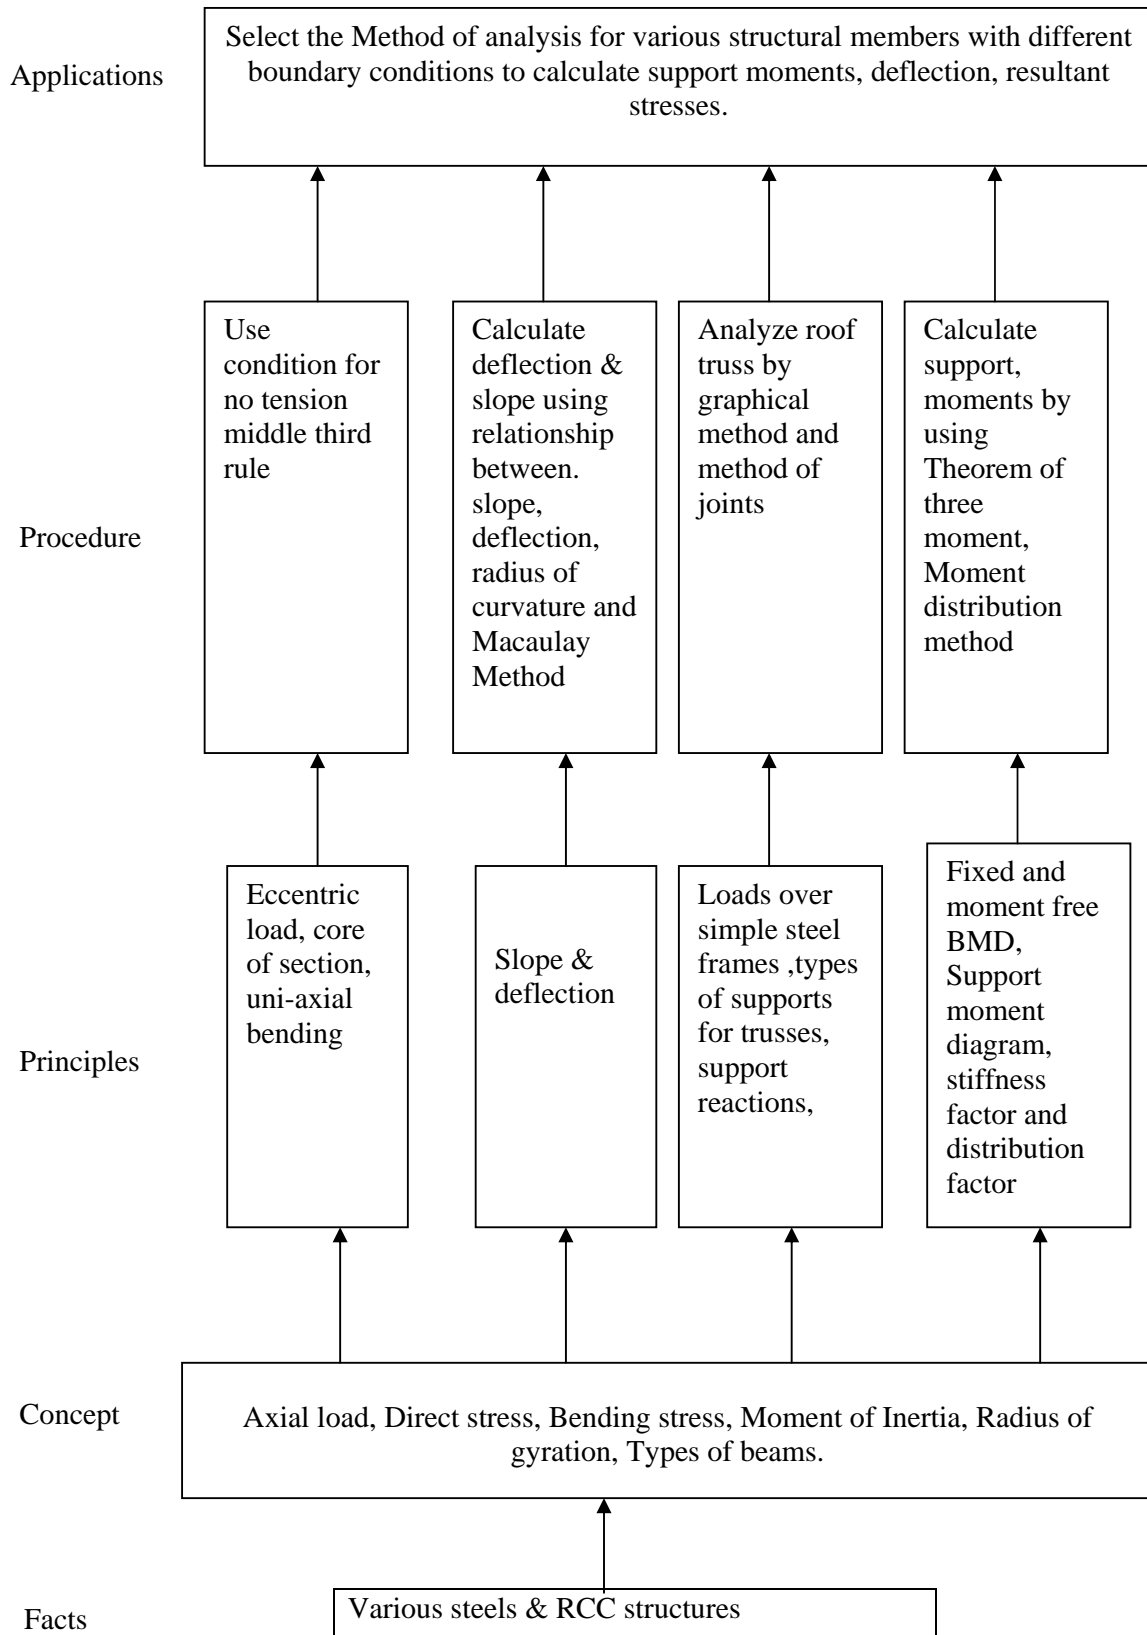 Applications
Select the Method of analysis for various structural members with different
boundary conditions to calculate support moments, deflection, resultant
stresses.
Procedure
Use
condition for
no tension
middle third
rule
Calculate
deflection &
slope using
relationship
between.
slope,
deflection,
radius of
curvature and
Macaulay
Method
Analyze roof
truss by
graphical
method and
method of
joints
Calculate
support,
moments by
using
Theorem of
three
moment,
Moment
distribution
method
Principles
Eccentric
load, core
of section,
uni-axial
bending
Slope &
deflection
Loads over
simple steel
frames ,types
of supports
for trusses,
support
reactions,
Fixed and
moment free
BMD,
Support
moment
diagram,
stiffness
factor and
distribution
factor
Concept
Axial load, Direct stress, Bending stress, Moment of Inertia, Radius of
gyration, Types of beams.
Facts
Various steels & RCC structures